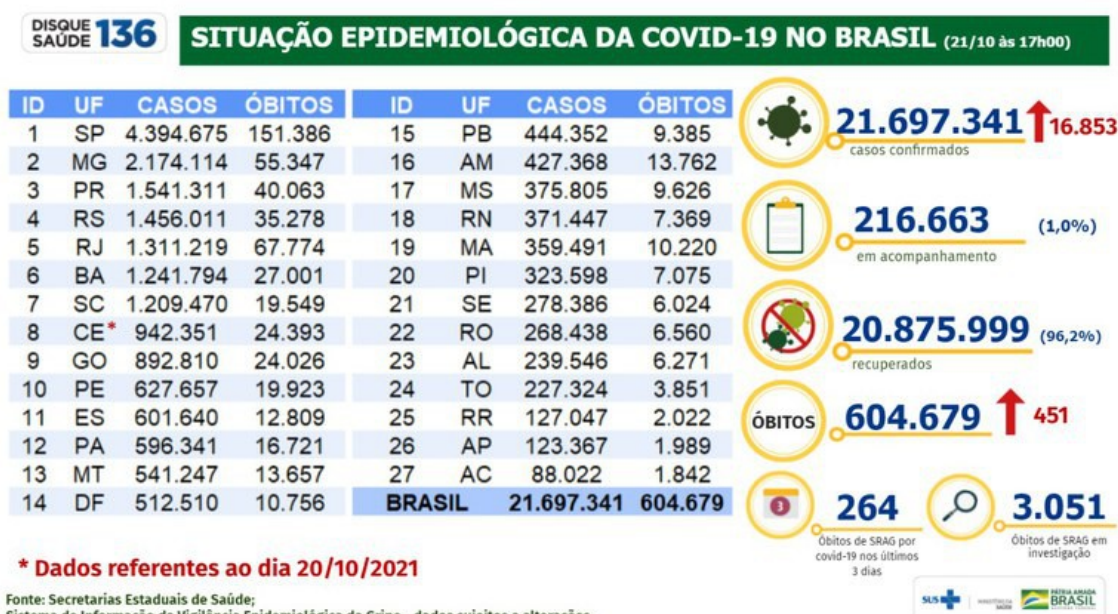 DISQUE
SAÚDE 136
SITUAÇÃO EPIDEMIOLÓGICA DA COVID-19 NO BRASIL (21/10 às 17h00)
ID UF CASOS ÓBITOS ID UF CASOS ÓBITOS
1 SP 4.394.675 151.386 15 PB 444.352 9.385
2 MG 2.174.114 55.347 16 AM 427.368 13.762
3 PR 1.541.311 40.063 17 MS 375.805 9.626
4 RS 1.456.011 35.278 18 RN 371.447 7.369
5 RJ 1.311.219 67.774 19 MA 359.491 10.220
6 BA 1.241.794 27.001 20 PI 323.598 7.075
7 SC 1.209.470 19.549 21 SE 278.386 6.024
8 CE* 942.351 24.393 22 RO 268.438 6.560
9 GO 892.810 24.026 23 AL 239.546 6.271
10 PE 627.657 19.923 24 TO 227.324 3.851
11 ES 601.640 12.809 25 RR 127.047 2.022
12 PA 596.341 16.721 26 AP 123.367 1.989
13 MT 541.247 13.657 27 AC 88.022 1.842
14 DF 512.510 10.756 BRASIL 21.697.341 604.679
21.697.341 16.853
casos confirmados
216.663 (1,0%)
em acompanhamento
20.875.999 (96,2%)
recuperados
ÓBITOS 604.679 451
3
264
Óbitos de SRAG por
covid-19 nos últimos
3 dias
3.051
Óbitos de SRAG em
investigação
* Dados referentes ao dia 20/10/2021
Fonte: Secretarias Estaduais de Saúde;
SUS
MINISTÉRIO DA
SAÚDE
PÁTRIA AMADA
BRASIL